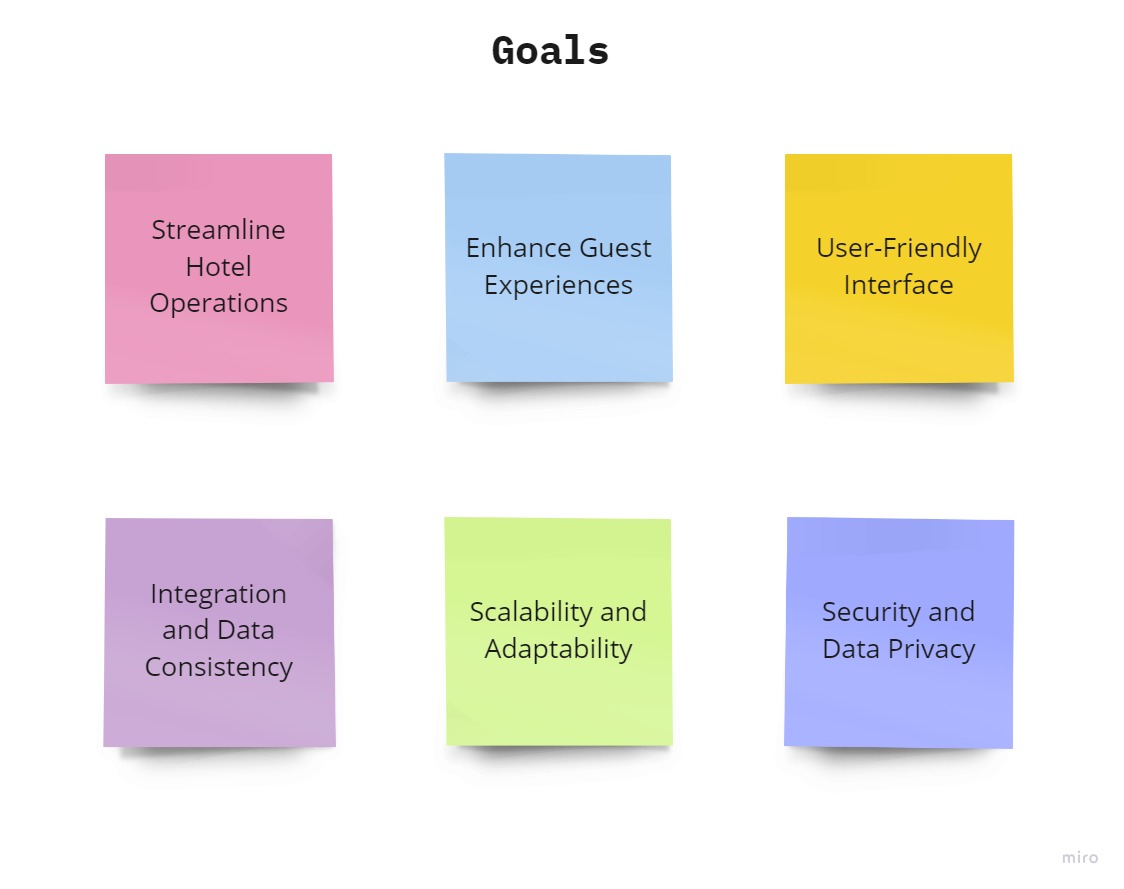 Goals
Streamline
Hotel
Operations
Enhance Guest
Experiences
User-Friendly
Interface
Integration
and Data
Consistency
Scalability and
Adaptability
Security and
Data Privacy
miro